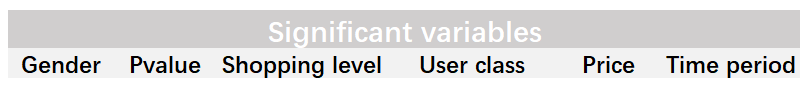 Significant variables
Gender Pvalue Shopping level User class Price Time period